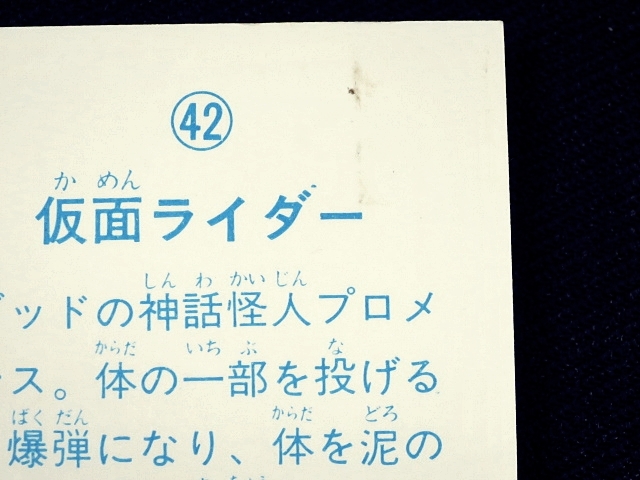 42
か めん
仮面ライダー
しん わ かい じん
ッドの神話怪人プロメ
からだ いち ぶ な
ス。体の一部を投げる
ばく だん からだ どろ
爆弾になり、体を泥の